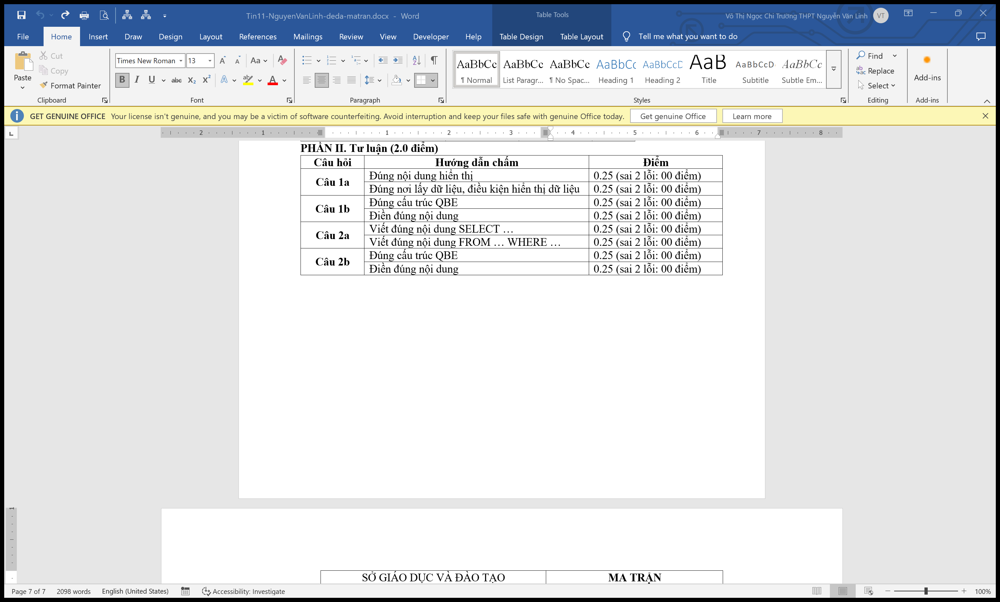 Tin11-NguyenVanLinh-deda-matran.docx - Word
Table Tools
Võ Thị Ngọc Chi Trường THPT Nguyễn Văn Linh
VT
File Home Insert Draw Design Layout References Mailings Review View Developer Help Table Design Table Layout Tell me what you want to do
Paste
Cut
Copy
Format Painter
Clipboard
Times New Roman 13
Font
Paragraph
AaBbCc AaBbCc AaBbCc AaBbCc AaBbCcD AaB AaBbCcD AaBbCc
¶ Normal List Paragr... ¶ No Spac... Heading 1 Heading 2 Title Subtitle Subtle Em...
Styles
Find
Replace
Select
Editing
Add-ins
Add-ins
GET GENUINE OFFICE Your license isn't genuine, and you may be a victim of software counterfeiting. Avoid interruption and keep your files safe with genuine Office today. Get genuine Office Learn more
2 1 1 2 3 4 5 6 7 8
PHẦN II. Tư luận (2.0 điểm)
Câu hỏi Hướng dẫn chấm Điểm
Câu 1a
Đúng nội dung hiển thị 0.25 (sai 2 lỗi: 00 điểm)
Đúng nơi lấy dữ liệu, điều kiện hiển thị dữ liệu 0.25 (sai 2 lỗi: 00 điểm)
Câu 1b
Đúng cấu trúc QBE 0.25 (sai 2 lỗi: 00 điểm)
Điền đúng nội dung 0.25 (sai 2 lỗi: 00 điểm)
Câu 2a
Viết đúng nội dung SELECT … 0.25 (sai 2 lỗi: 00 điểm)
Viết đúng nội dung FROM … WHERE … 0.25 (sai 2 lỗi: 00 điểm)
Câu 2b
Đúng cấu trúc QBE 0.25 (sai 2 lỗi: 00 điểm)
Điền đúng nội dung 0.25 (sai 2 lỗi: 00 điểm)
SỞ GIÁO DỤC VÀ ĐÀO TẠO MA TRẬN
Page 7 of 7 2098 words English (United States) Accessibility: Investigate 100%